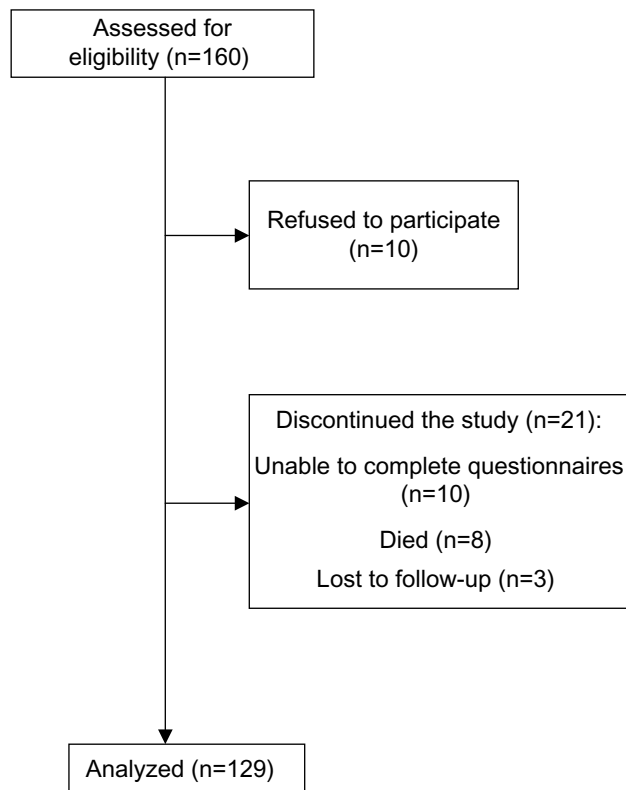 Assessed for
eligibility (n=160)
Refused to participate
(n=10)
Discontinued the study (n=21):
Unable to complete questionnaires
(n=10)
Died (n=8)
Lost to follow-up (n=3)
Analyzed (n=129)